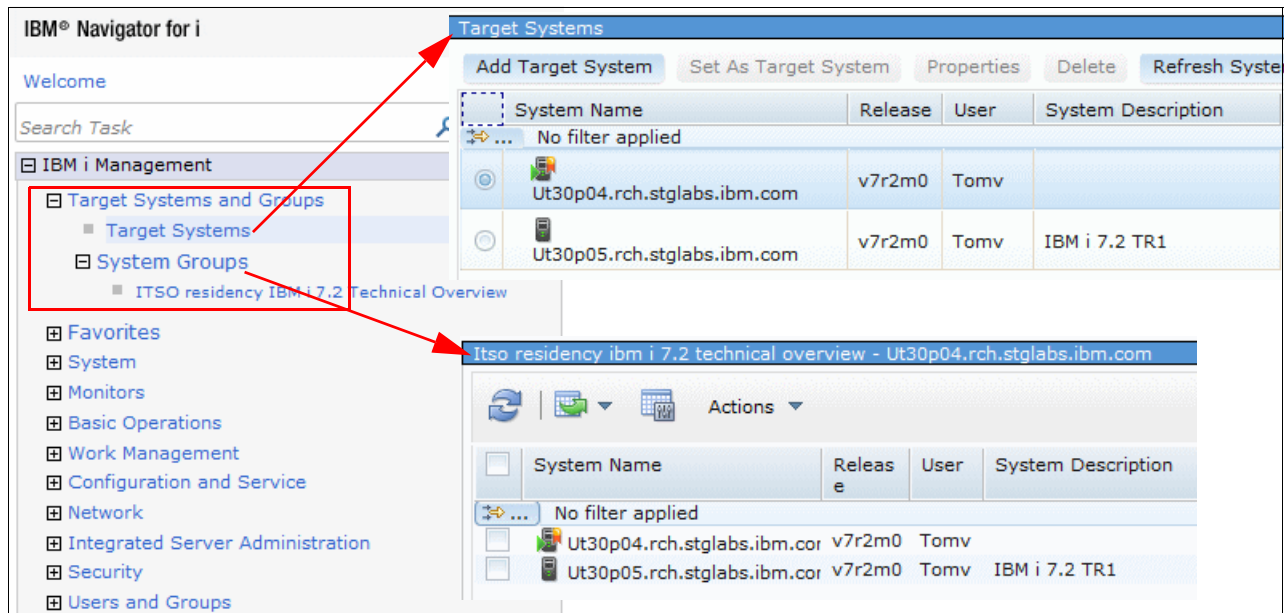 IBM® Navigator for i
Welcome
Search Task
IBM i Management
Target Systems and Groups
Target Systems
System Groups
ITSO residency IBM i 7.2 Technical Overview
Favorites
System
Monitors
Basic Operations
Work Management
Configuration and Service
Network
Integrated Server Administration
Security
Users and Groups
Target Systems
Add Target System Set As Target System Properties Delete Refresh Syste
System Name Release User System Description
... No filter applied
Ut30p04.rch.stglabs.ibm.com v7r2m0 Tomv
Ut30p05.rch.stglabs.ibm.com v7r2m0 Tomv IBM i 7.2 TR1
Itso residency ibm i 7.2 technical overview - Ut30p04.rch.stglabs.ibm.com
Actions
System Name Releas User System Description
e
... No filter applied
Ut30p04.rch.stglabs.ibm.cor v7r2m0 Tomv
Ut30p05.rch.stglabs.ibm.cor v7r2m0 Tomv IBM i 7.2 TR1